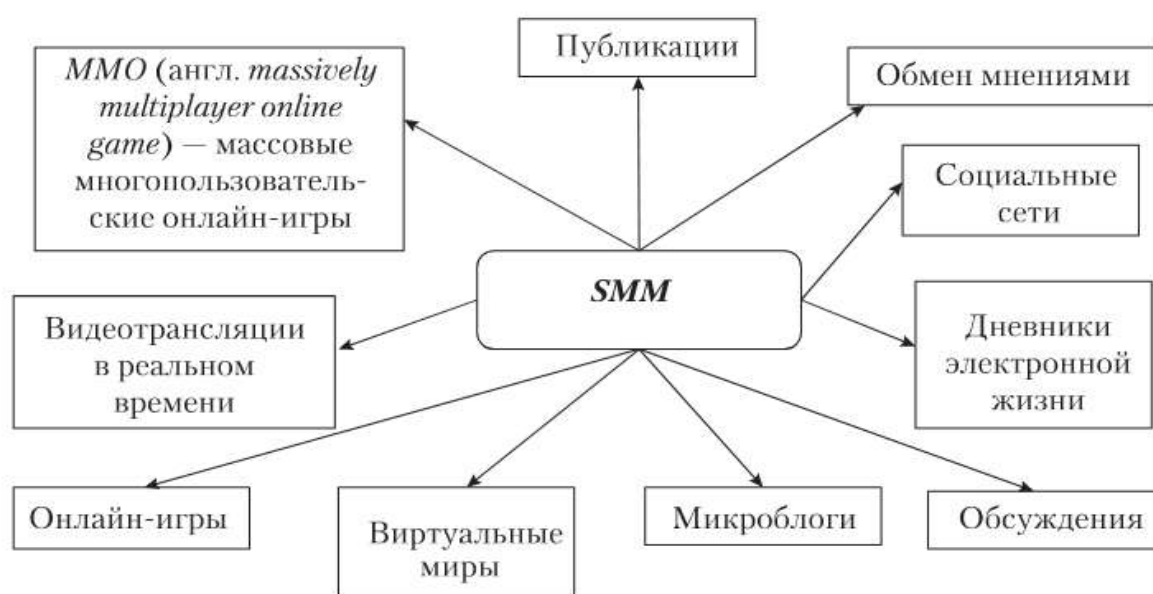 Публикации
MMO (англ. massively
multiplayer online
game) — массовые
многопользователь-
ские онлайн-игры
Обмен мнениями
Социальные
сети
SMM
Видеотрансляции
в реальном
времени
Дневники
электронной
жизни
Онлайн-игры
Виртуальные
миры
Микроблоги
Обсуждения